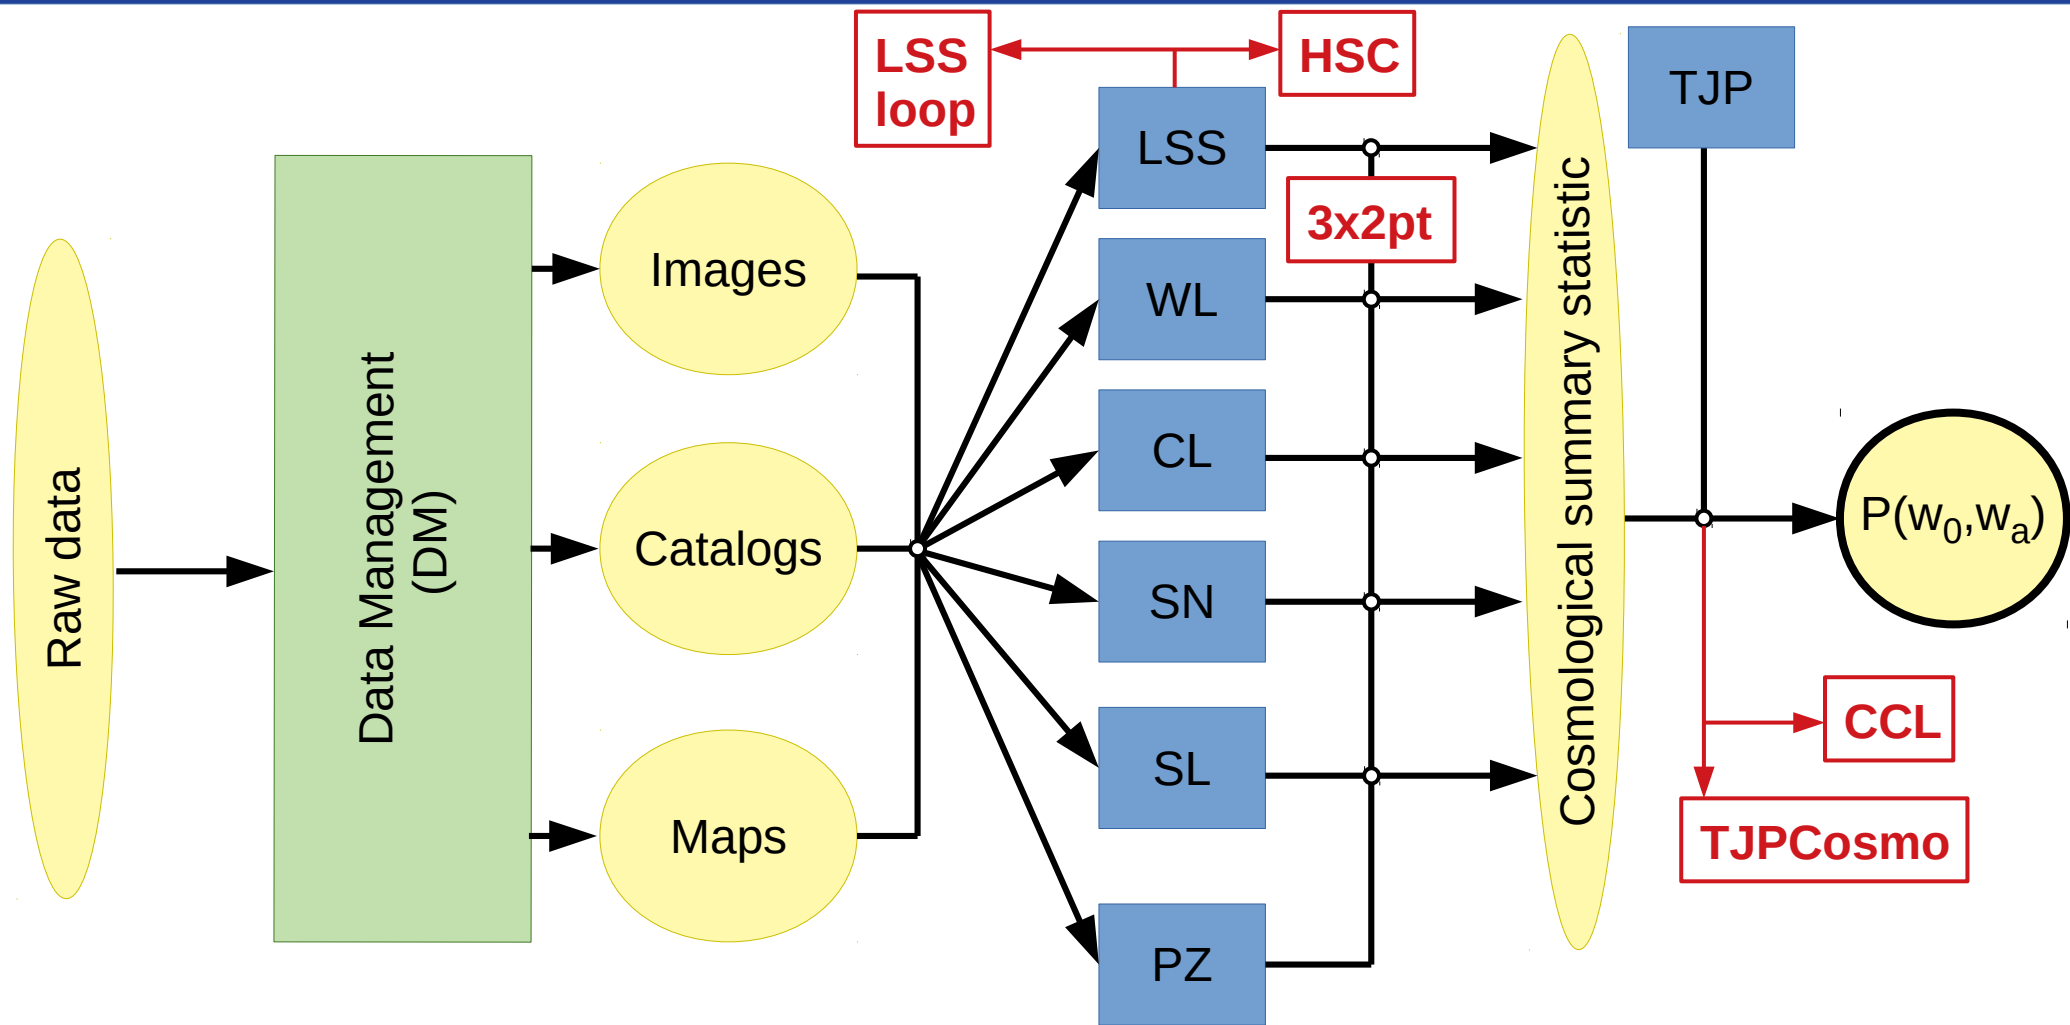 LSS
loop
HSC
TJP
LSS
3x2pt
WL
Images
Raw data
Data Management
(DM)
Catalogs
CL
SN
Cosmological summary statistic
P(w0,wa)
CCL
SL
Maps
TJPCosmo
PZ